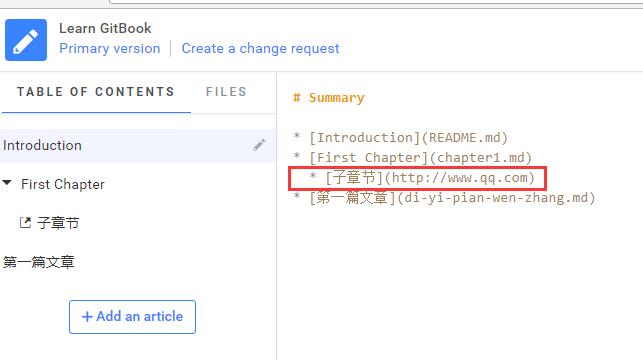 Learn GitBook
Primary version
Create a change request
TABLE OF CONTENTS
FILES
Introduction
First Chapter
子章节
第一篇文章
+ Add an article
# Summary
* [Introduction](README.md)
* [First Chapter](chapter1.md)
* [子章节](http://www.qq.com)
* [第一篇文章](di-yi-pian-wen-zhang.md)